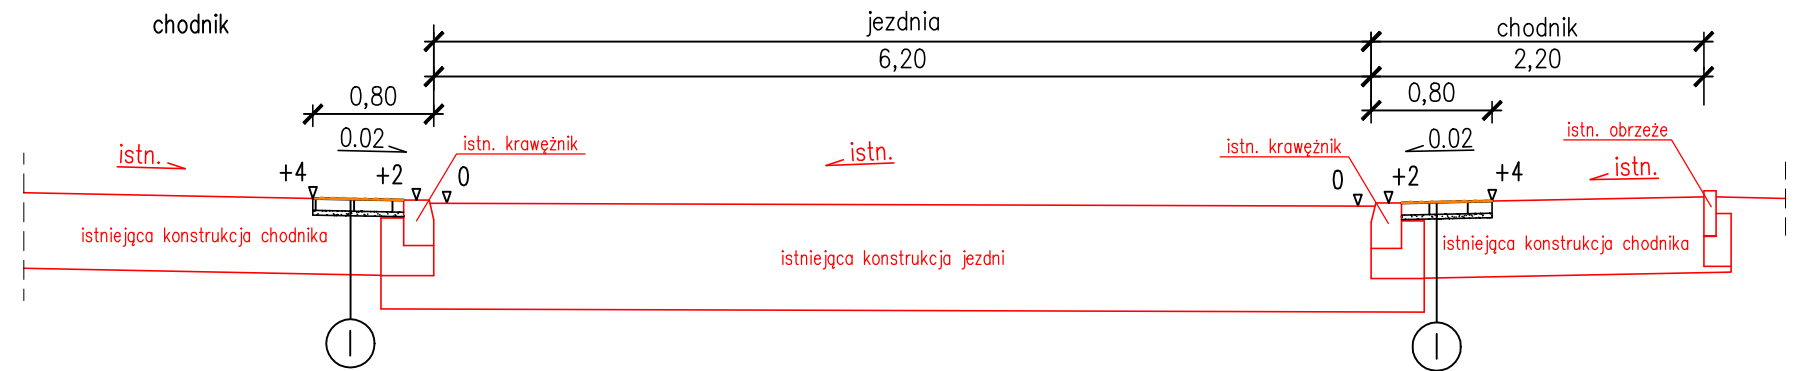 chodnik
jezdnia
chodnik
6,20
2,20
0,80
0,80
0.02
0.02
istn. krawężnik
istn. krawężnik
istn. obrzeże
istn.
istn.
istn.
+4
+2
0
0
+2
+4
istniejąca konstrukcja chodnika
istniejąca konstrukcja jezdni
istniejąca konstrukcja chodnika
I
I